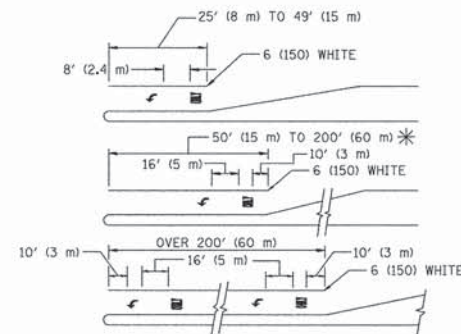 25' (8 m) TO 49' (15 m)
6 (150) WHITE
8' (2.4 m)
50' (15 m) TO 200' (60 m) ✳
16' (5 m)
10' (3 m)
6 (150) WHITE
OVER 200' (60 m)
10' (3 m)
16' (5 m)
10' (3 m)
6 (150) WHITE